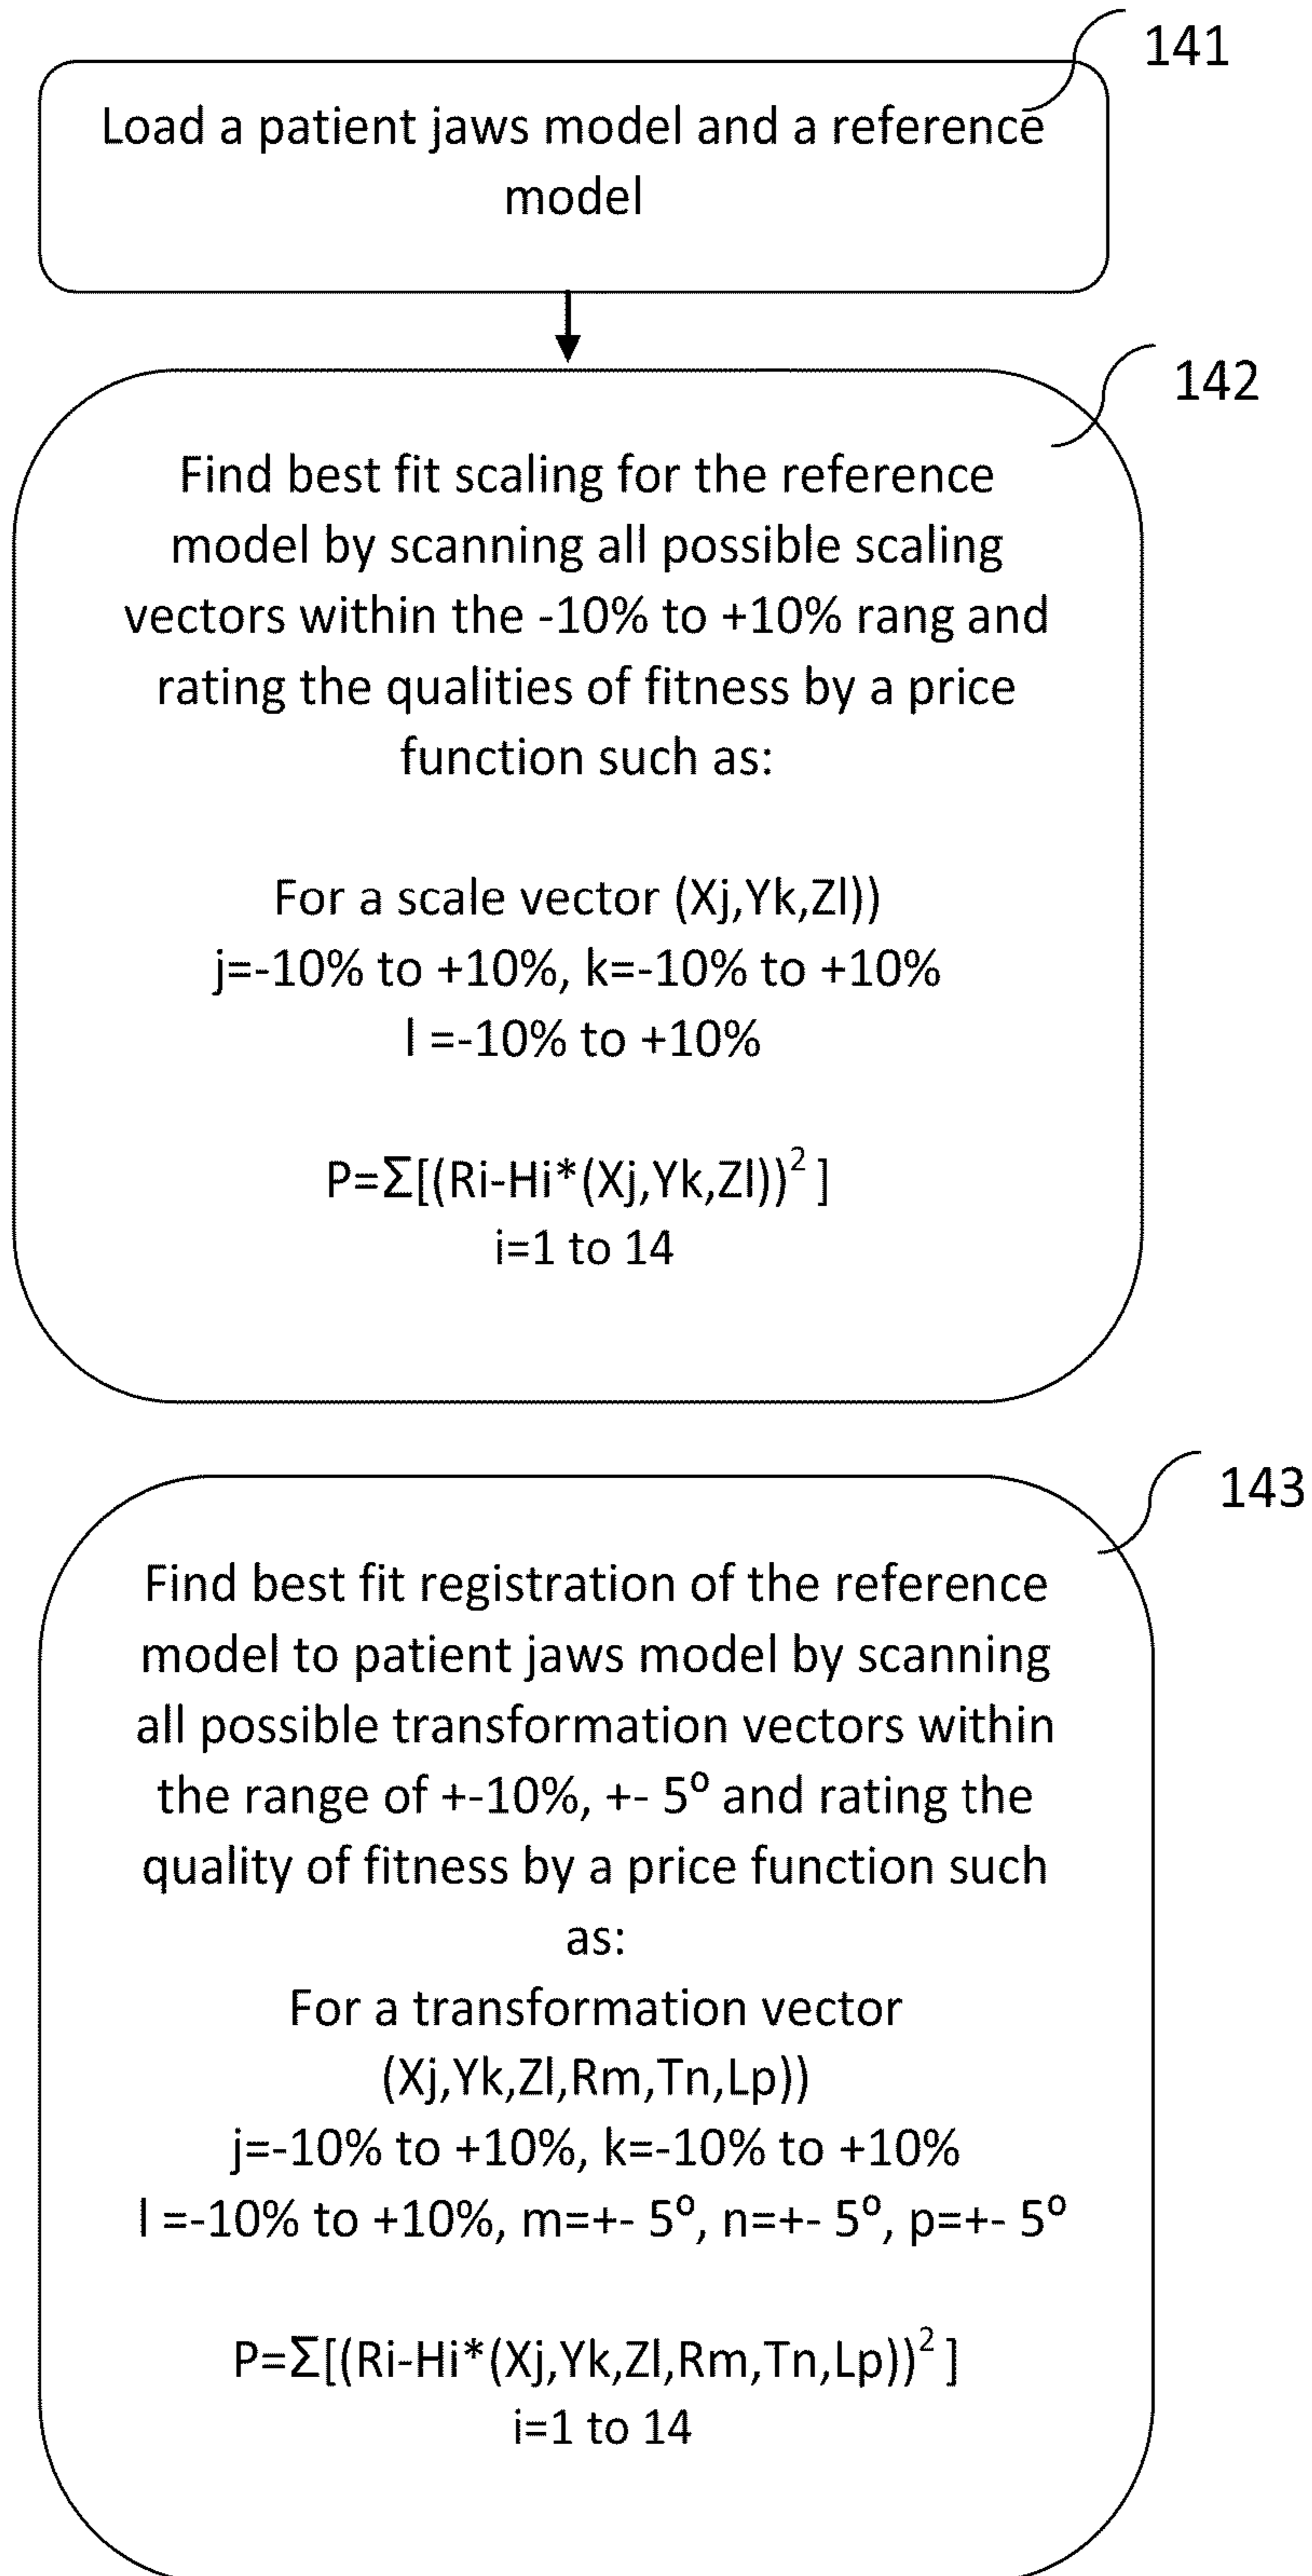 141
Load a patient jaws model and a reference
model
142
Find best fit scaling for the reference
model by scanning all possible scaling
vectors within the -10% to +10% rang and
rating the qualities of fitness by a price
function such as:
For a scale vector (Xj,Yk,Zl))
j=-10% to +10%, k=-10% to +10%
l =-10% to +10%
P=Σ[(Ri-Hi*(Xj,Yk,Zl))² ]
i=1 to 14
143
Find best fit registration of the reference
model to patient jaws model by scanning
all possible transformation vectors within
the range of +-10%, +- 5⁰ and rating the
quality of fitness by a price function such
as:
For a transformation vector
(Xj,Yk,Zl,Rm,Tn,Lp))
j=-10% to +10%, k=-10% to +10%
l =-10% to +10%, m=+- 5⁰, n=+- 5⁰, p=+- 5⁰
P=Σ[(Ri-Hi*(Xj,Yk,Zl,Rm,Tn,Lp))² ]
i=1 to 14